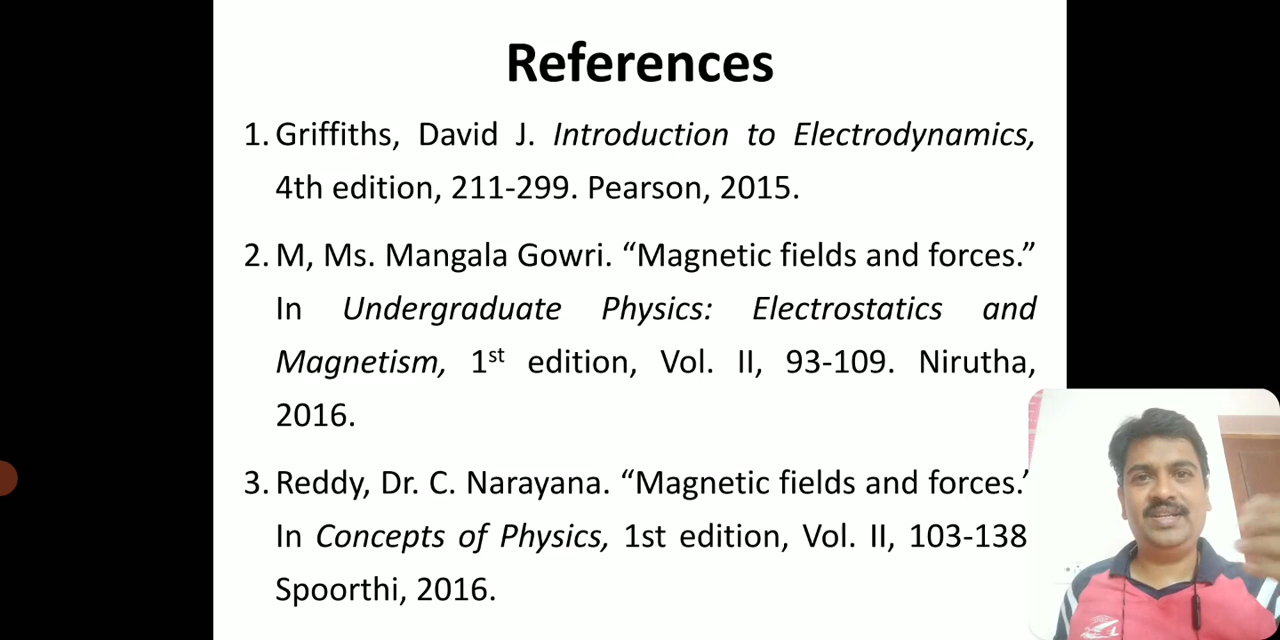 References
1. Griffiths, David J. Introduction to Electrodynamics,
4th edition, 211-299. Pearson, 2015.
2. M, Ms. Mangala Gowri. “Magnetic fields and forces.”
In Undergraduate Physics: Electrostatics and
Magnetism, 1st edition, Vol. II, 93-109. Nirutha,
2016.
3. Reddy, Dr. C. Narayana. “Magnetic fields and forces.’
In Concepts of Physics, 1st edition, Vol. II, 103-138
Spoorthi, 2016.